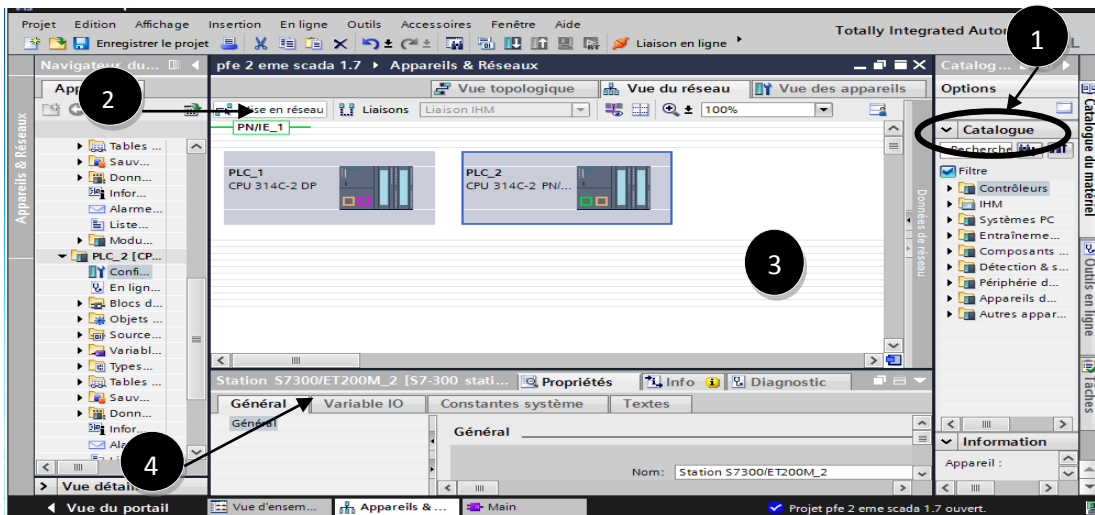 Projet Edition Affichage Insertion En ligne Outils Accessoires Fenêtre Aide
Totally Integrated
Enregistrer le projet
Liaison en ligne
1
Navigateur du...
pfe 2 eme scada 1.7 ▸ Appareils & Réseaux
Catalog...
2
Vue topologique
Vue du réseau
Vue des appareils
Options
Mise en réseau
Liaisons
Liaison IHM
100%
PN/IE_1
Catalogue
Recherche
Filtre
PLC_1
CPU 314C-2 DP
PLC_2
CPU 314C-2 PN/...
3
Tables ...
Sauv...
Donn...
Infor...
Alarme...
Liste...
Modu...
PLC_2 [CP...
Confi...
En lign...
Blocs d...
Objets ...
Source...
Variabl...
Types...
Tables ...
Sauv...
Donn...
Infor...
4
Contrôleurs
IHM
Systèmes PC
Entraîneme...
Composants ...
Détection & s...
Périphérie d...
Appareils d...
Autres appar...
Appareils & Réseaux
Données de réseau
Catalogue du matériel
Outils en ligne
Tâches
Station S7300/ET200M_2 [S7-300 stati...
Propriétés
Info
Diagnostic
Général
Variable IO
Constantes système
Textes
Général
Général
Nom:
Station S7300/ET200M_2
Information
Appareil :
Vue du portail
Vue d'ensem...
Appareils & ...
Main
Projet pfe 2 eme scada 1.7 ouvert.